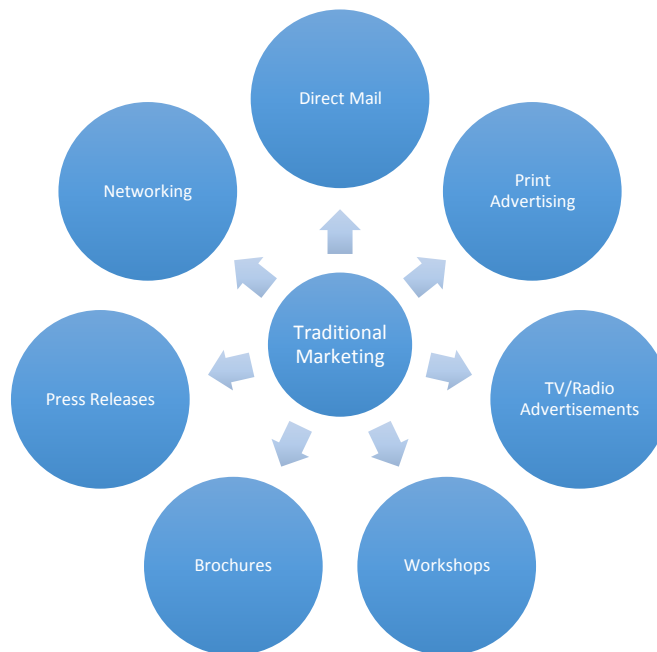 Direct Mail
Print
Advertising
TV/Radio
Advertisements
Workshops
Brochures
Press Releases
Networking
Traditional
Marketing